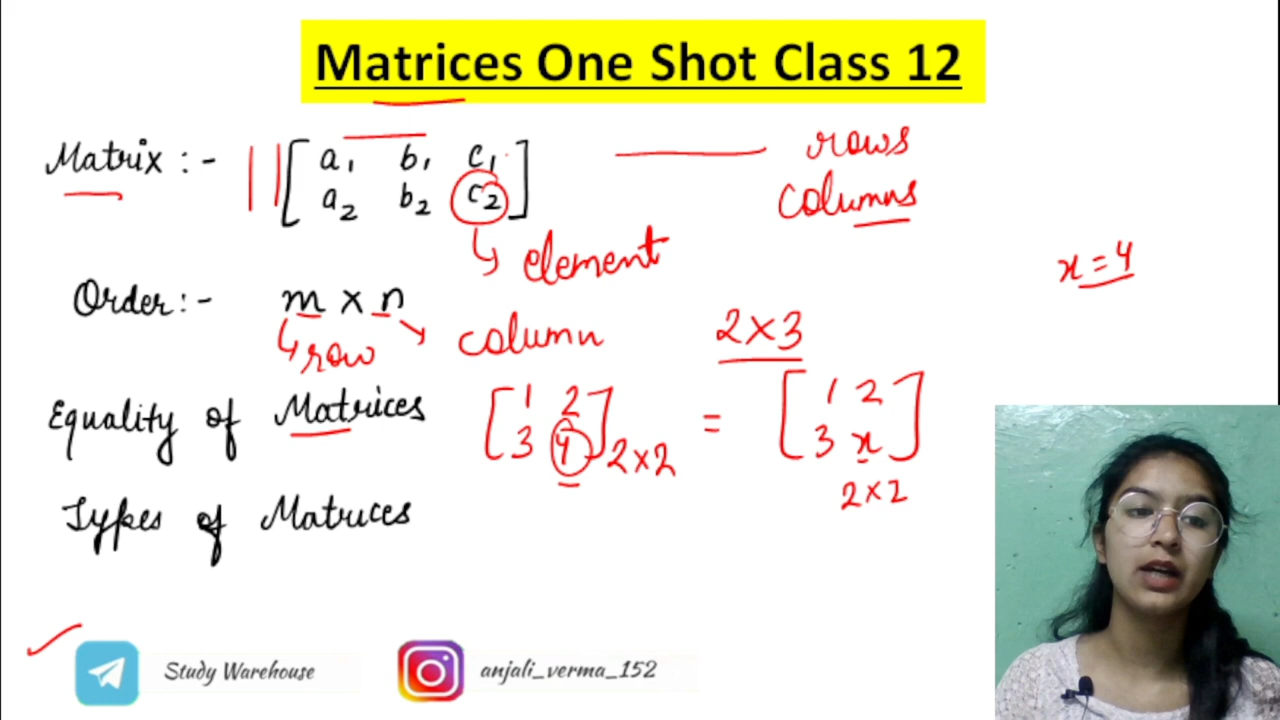 Matrices One Shot Class 12
Matrix :- [ a₁ b₁ c₁
a₂ b₂ c₂ ]
rows
columns
element
x = 4
Order :- m × n
row
column
2×3
Equality of Matrices
[ 1 2
3 4 ] 2×2
=
[ 1 2
3 x ]
2×2
Types of Matrices
Study Warehouse
anjali_verma_152